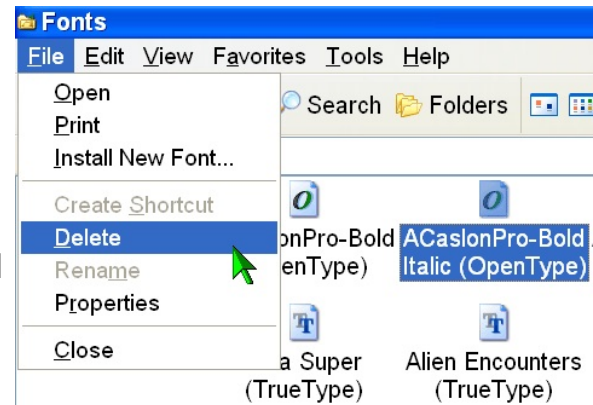 Fonts
File Edit View Favorites Tools Help
Open
Search Folders
Print
Install New Font...
Create Shortcut
Delete
Rename
Properties
Close
onPro-Bold ACaslonPro-Bold
enType) Italic (OpenType)
a Super Alien Encounters
(TrueType) (TrueType)